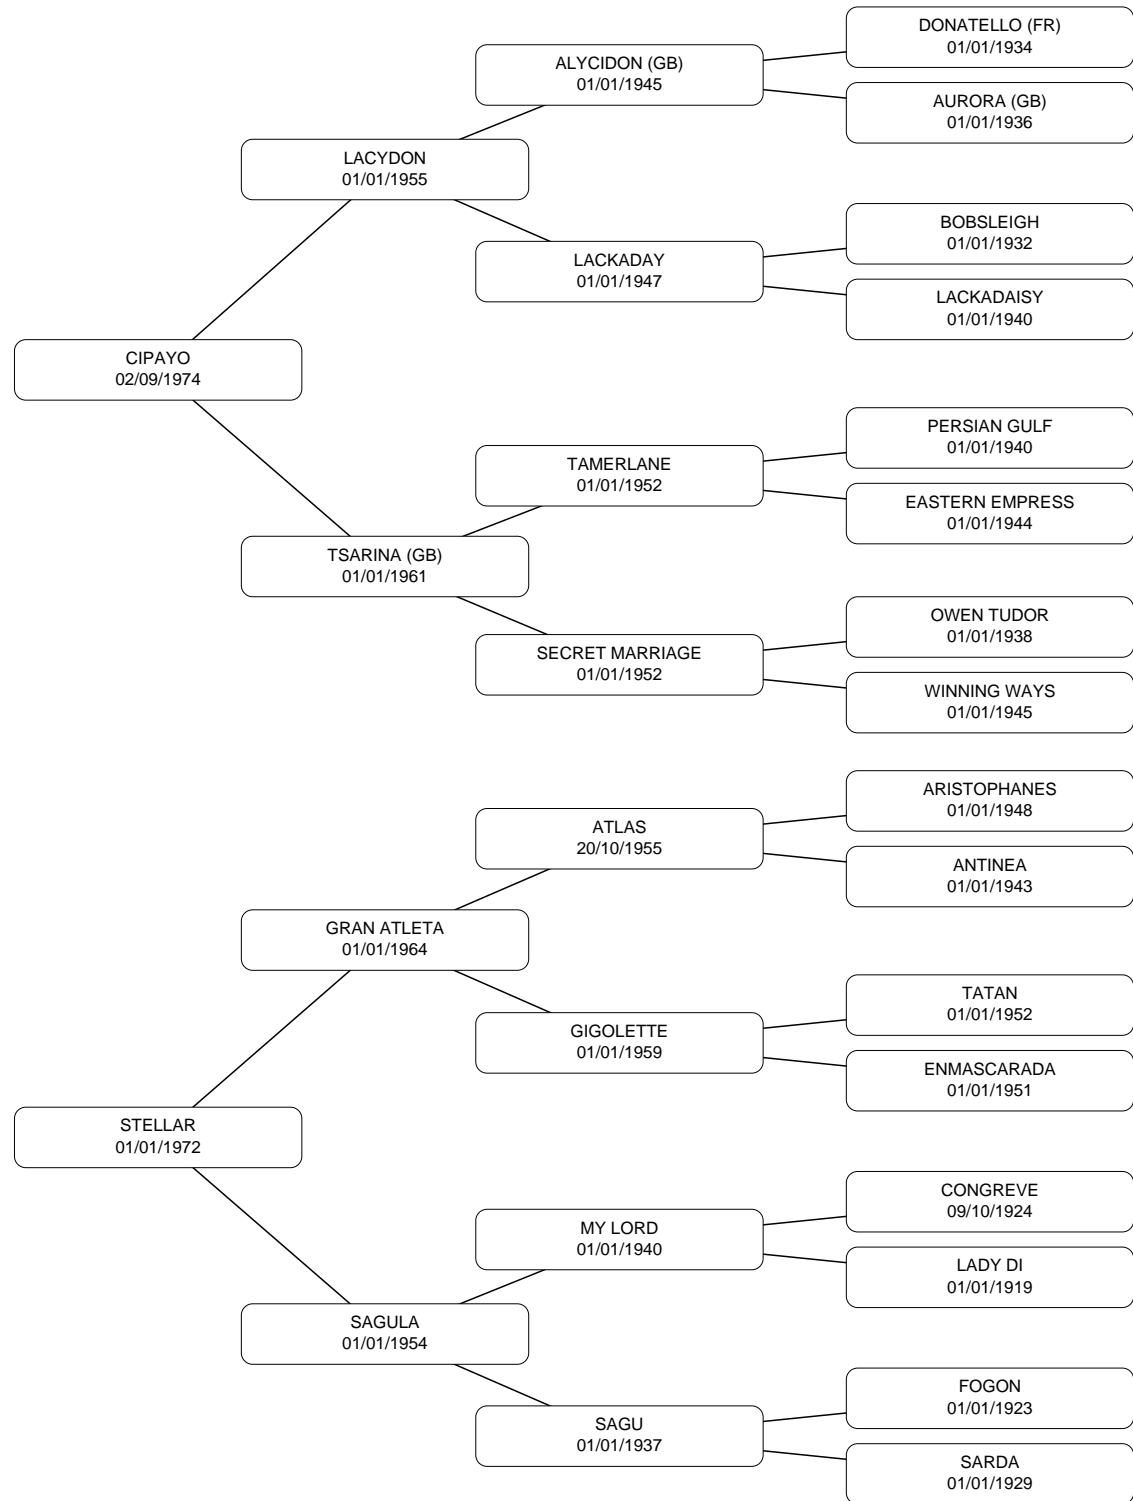 DONATELLO (FR)
01/01/1934
ALYCIDON (GB)
01/01/1945
AURORA (GB)
01/01/1936
LACYDON
01/01/1955
BOBSLEIGH
01/01/1932
LACKADAY
01/01/1947
LACKADAISY
01/01/1940
CIPAYO
02/09/1974
PERSIAN GULF
01/01/1940
TAMERLANE
01/01/1952
EASTERN EMPRESS
01/01/1944
TSARINA (GB)
01/01/1961
OWEN TUDOR
01/01/1938
SECRET MARRIAGE
01/01/1952
WINNING WAYS
01/01/1945
ARISTOPHANES
01/01/1948
ATLAS
20/10/1955
ANTINEA
01/01/1943
GRAN ATLETA
01/01/1964
TATAN
01/01/1952
GIGOLETTE
01/01/1959
ENMASCARADA
01/01/1951
STELLAR
01/01/1972
CONGREVE
09/10/1924
MY LORD
01/01/1940
LADY DI
01/01/1919
SAGULA
01/01/1954
FOGON
01/01/1923
SAGU
01/01/1937
SARDA
01/01/1929